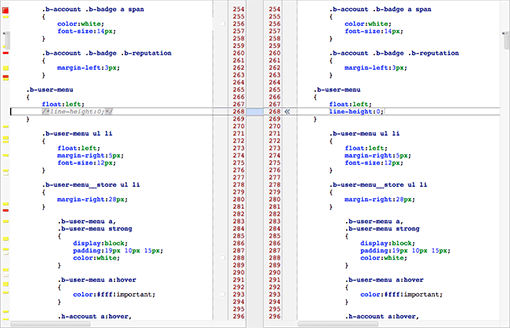 .b-account .b-badge a span 254
{ 255
color:white; 256
font-size:14px; 257
} 258
259
.b-account .b-badge .b-reputation 260
{ 261
margin-left:3px; 262
} 263
264
.b-user-menu 265
{ 266
float:left; 267
/*line-height:0;*/ 268
} 269
270
.b-user-menu ul li 271
{ 272
float:left; 273
margin-right:5px; 274
font-size:12px; 275
} 276
277
.b-user-menu__store ul li 278
{ 279
margin-right:28px; 280
} 281
282
.b-user-menu a, 283
.b-user-menu strong 284
{ 285
display:block; 286
padding:19px 10px 15px; 287
color:white; 288
} 289
290
.b-user-menu a:hover 291
{ 292
color:#fff!important; 293
} 294
295
.b-account a:hover, 296
254 .b-account .b-badge a span
255 {
256 color:white;
257 font-size:14px;
258 }
259
260 .b-account .b-badge .b-reputation
261 {
262 margin-left:3px;
263 }
264
265 .b-user-menu
266 {
267 float:left;
268 « line-height:0;
269 }
270
271 .b-user-menu ul li
272 {
273 float:left;
274 margin-right:5px;
275 font-size:12px;
276 }
277
278 .b-user-menu__store ul li
279 {
280 margin-right:28px;
281 }
282
283 .b-user-menu a,
284 .b-user-menu strong
285 {
286 display:block;
287 padding:19px 10px 15px;
288 color:white;
289 }
290
291 .b-user-menu a:hover
292 {
293 color:#fff!important;
294 }
295
296 .b-account a:hover,